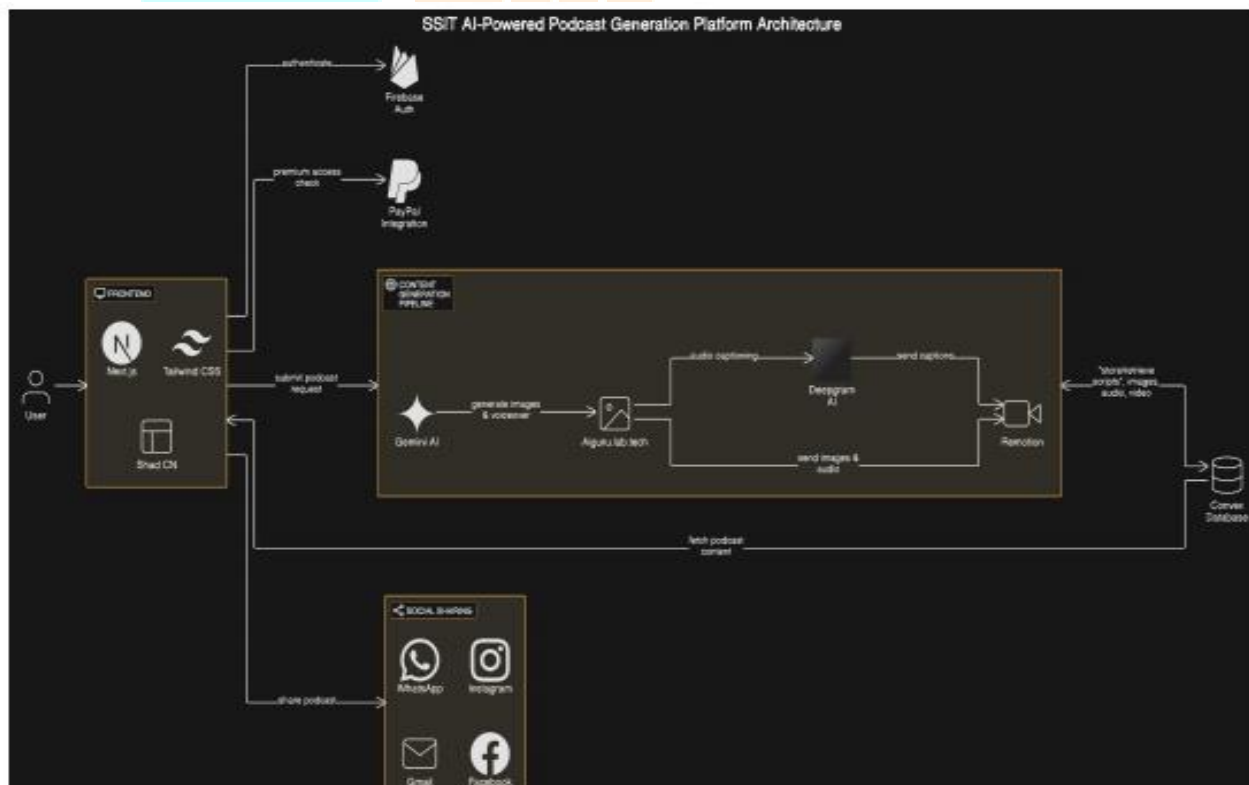 SSIT AI-Powered Podcast Generation Platform Architecture
authenticate
Firebase
Auth
premium access
check
PayPal
Integration
FRONTEND
Next.js
Tailwind CSS
Shad CN
User
submit podcast
request
CONTENT
GENERATION
PIPELINE
Gemini AI
generate images
& voiceover
Aiguru.lab.tech
audio captioning
Deepgram
AI
send captions
send images &
audio
Remotion
"store/retrieve
scripts", images
audio, video
Convex
Database
fetch podcast
content
SOCIAL SHARING
WhatsApp
Instagram
share podcast
Gmail
Facebook